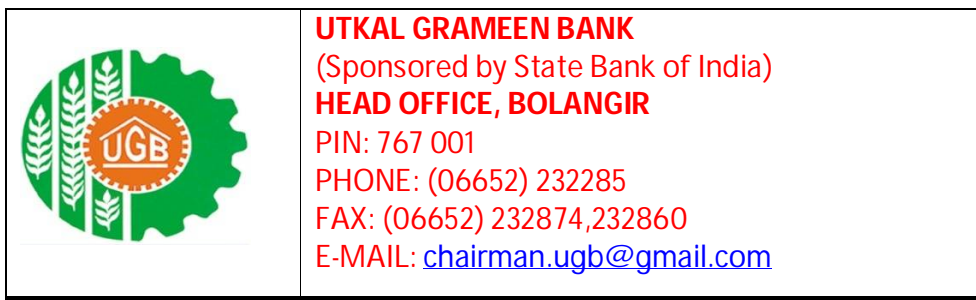 UGB
UTKAL GRAMEEN BANK
(Sponsored by State Bank of India)
HEAD OFFICE, BOLANGIR
PIN: 767 001
PHONE: (06652) 232285
FAX: (06652) 232874,232860
E-MAIL: chairman.ugb@gmail.com